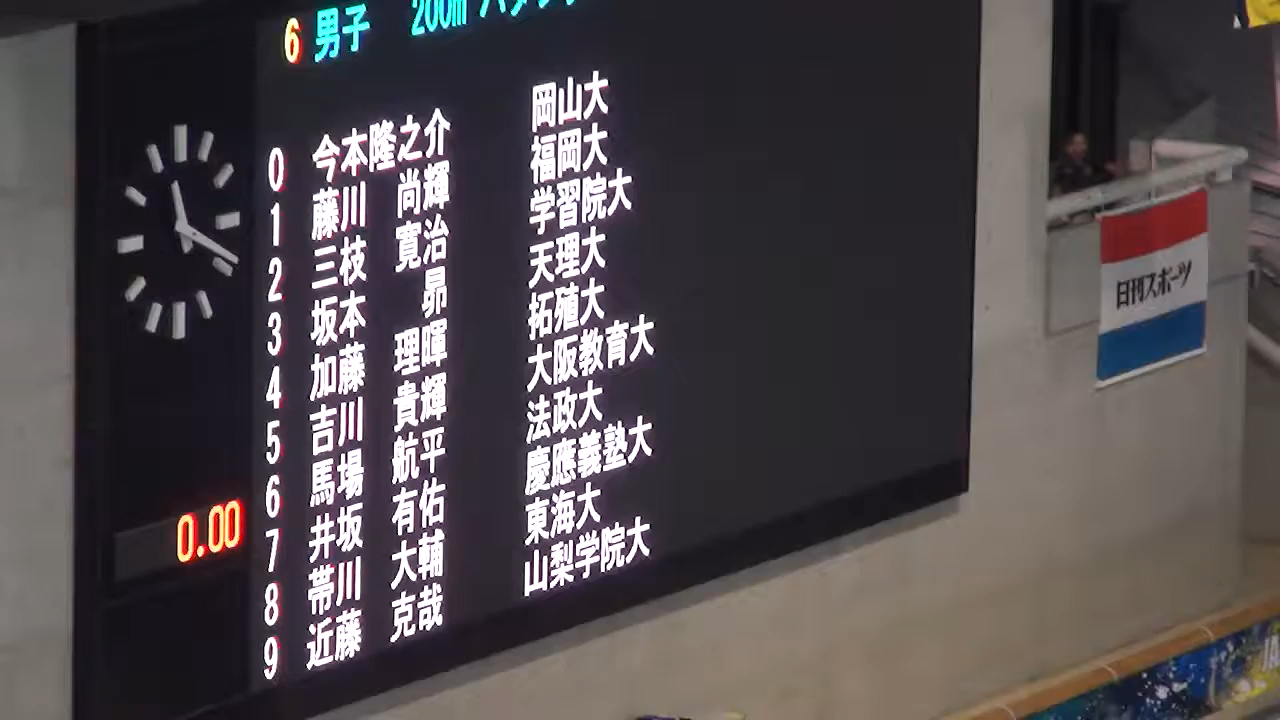 6 男子 200m バタフ
0 今本隆之介 岡山大
1 藤川 尚輝 福岡大
2 三枝 寛治 学習院大
3 坂本 昴 天理大
4 加藤 理暉 拓殖大
5 吉川 貴輝 大阪教育大
6 馬場 航平 法政大
7 井坂 有佑 慶應義塾大
8 帯川 大輔 東海大
9 近藤 克哉 山梨学院大
0.00
日刊スポーツ